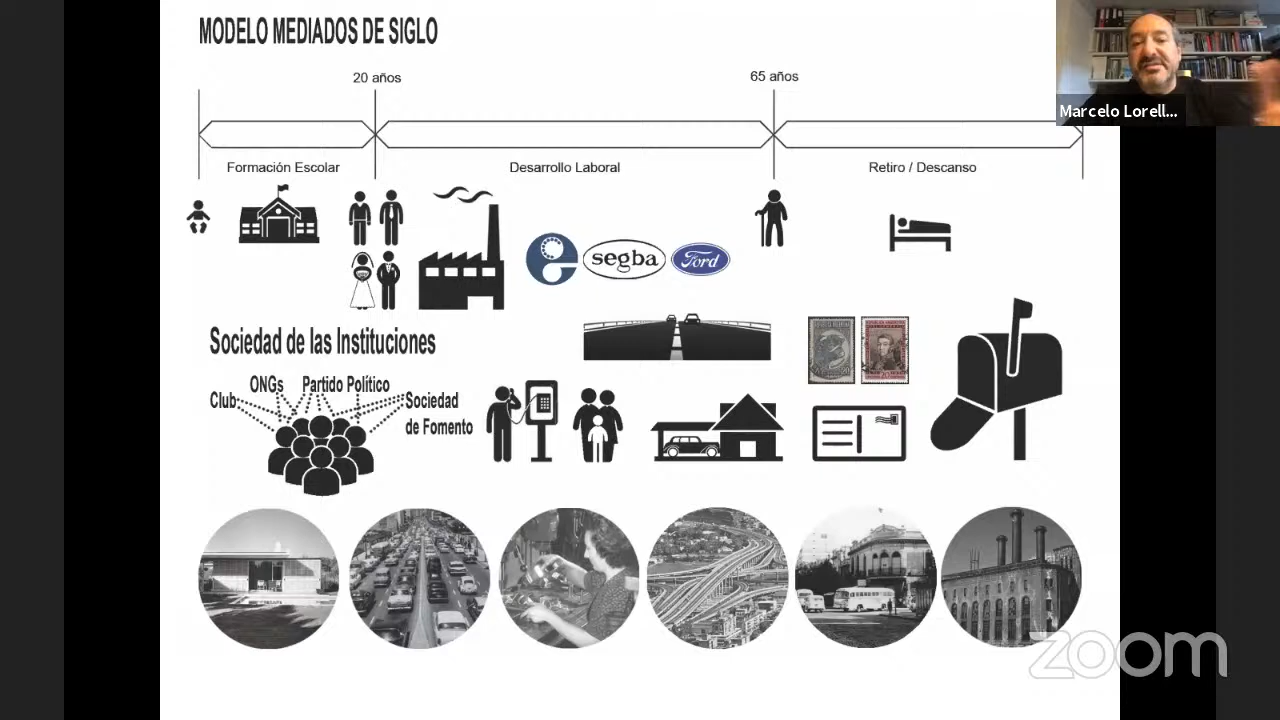 MODELO MEDIADOS DE SIGLO
Marcelo Lorell...
20 años
65 años
Formación Escolar
Desarrollo Laboral
Retiro / Descanso
segba
Ford
Sociedad de las Instituciones
ONGs
Partido Político
Club
Sociedad
de Fomento
zoom